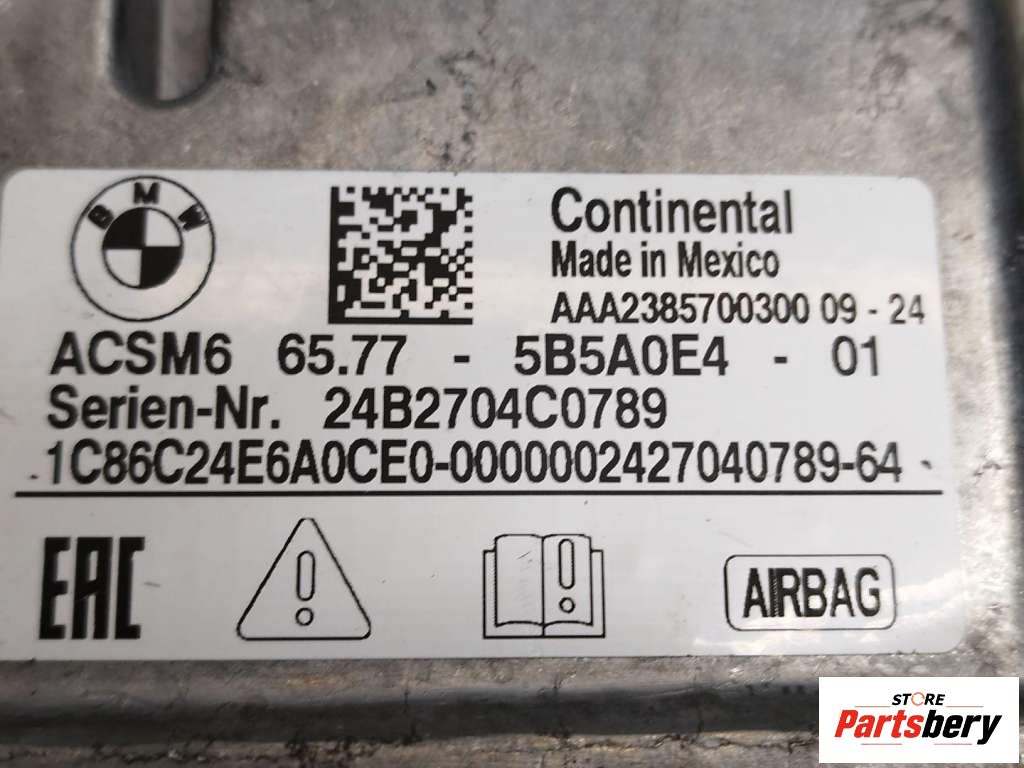 BMW
Continental
Made in Mexico
AAA2385700300 09 - 24
ACSM6 65.77 - 5B5A0E4 - 01
Serien-Nr. 24B2704C0789
1C86C24E6A0CE0-0000002427040789-64
EAC
AIRBAG
STORE
Partsbery